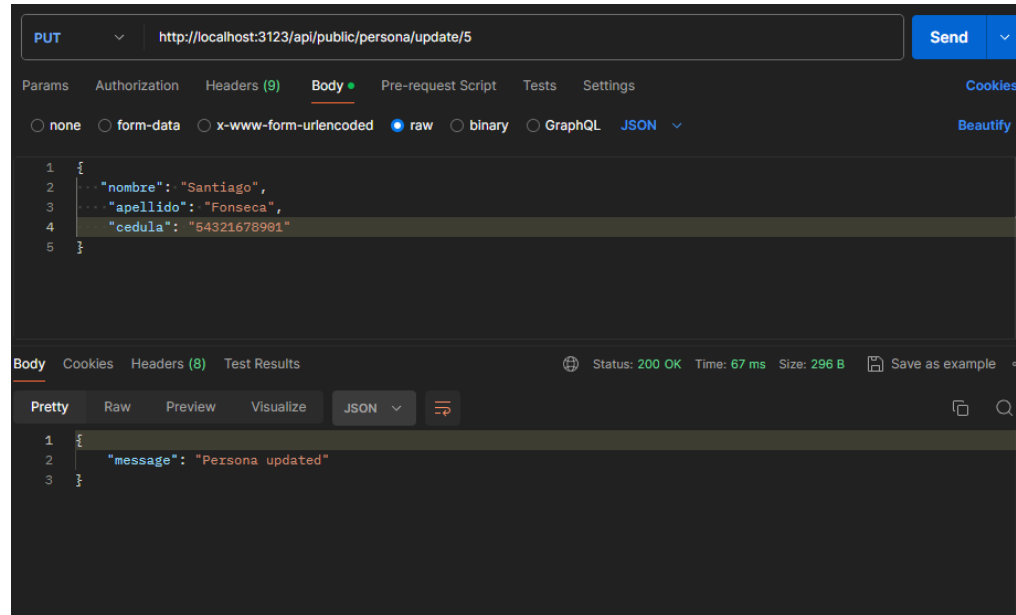 PUT http://localhost:3123/api/public/persona/update/5 Send
Params Authorization Headers (9) Body Pre-request Script Tests Settings Cookies
none form-data x-www-form-urlencoded raw binary GraphQL JSON Beautify
1 {
2 "nombre": "Santiago",
3 "apellido": "Fonseca",
4 "cedula": "54321678901"
5 }
Body Cookies Headers (8) Test Results Status: 200 OK Time: 67 ms Size: 296 B Save as example
Pretty Raw Preview Visualize JSON
1 {
2 "message": "Persona updated"
3 }